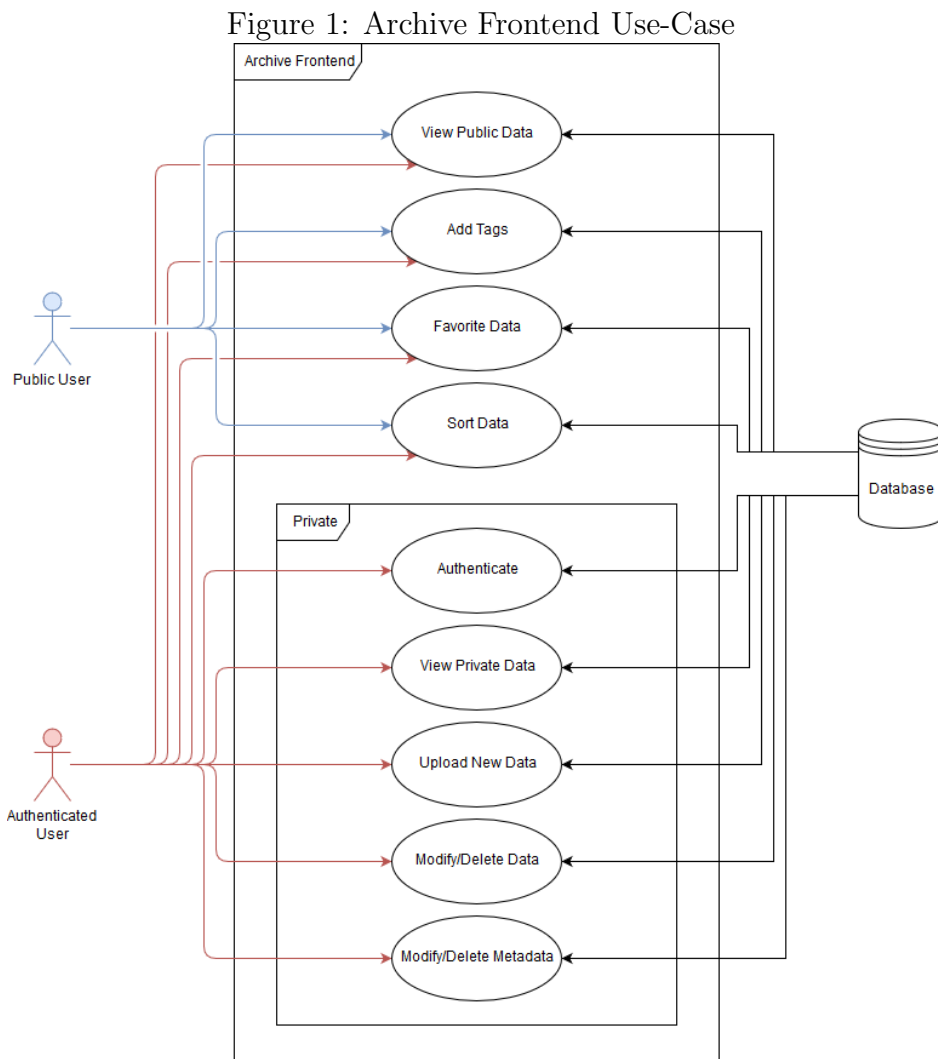 Figure 1: Archive Frontend Use-Case
Archive Frontend
View Public Data
Add Tags
Favorite Data
Public User
Sort Data
Database
Private
Authenticate
View Private Data
Upload New Data
Authenticated
User
Modify/Delete Data
Modify/Delete Metadata